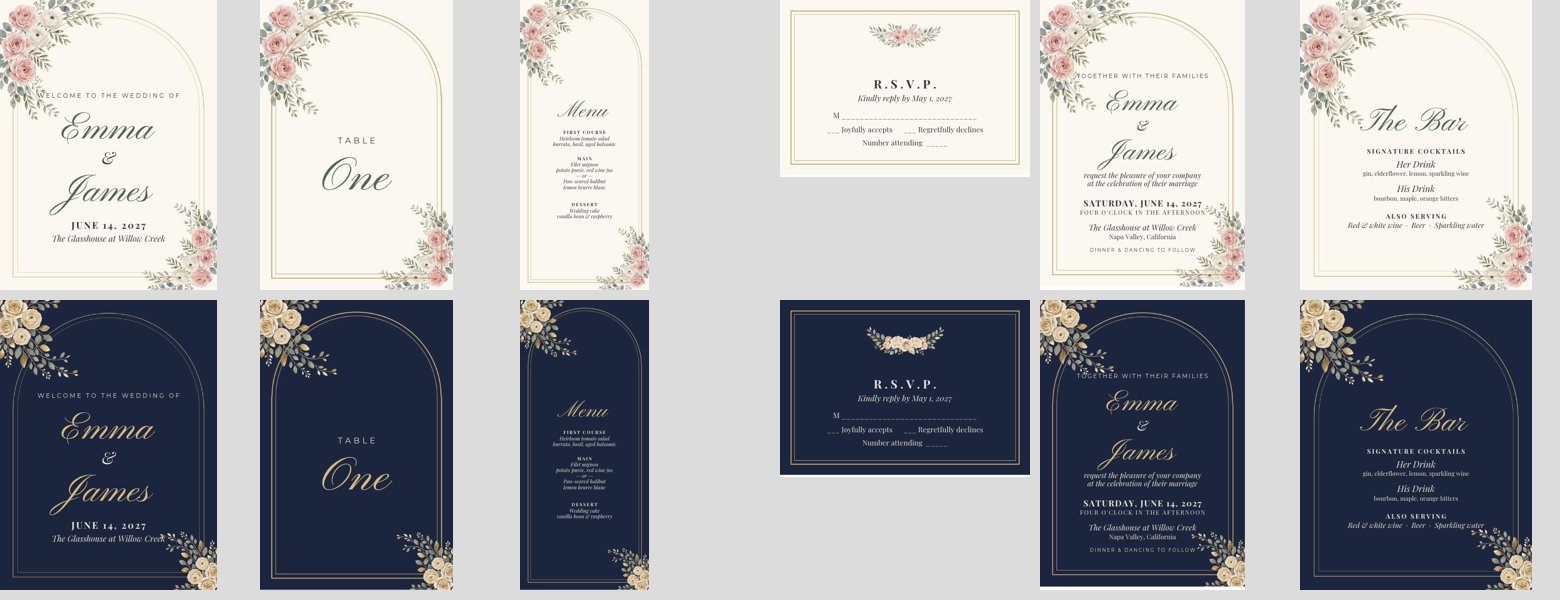 WELCOME TO THE WEDDING OF
Emma
&
James
JUNE 14, 2027
The Glasshouse at Willow Creek
TABLE
One
Menu
FIRST COURSE
Heirloom tomato salad
burrata, basil, aged balsamic
MAIN
Filet mignon
potato purée, red wine jus
— or —
Pan-seared halibut
lemon beurre blanc
DESSERT
Wedding cake
vanilla bean & raspberry
R.S.V.P.
Kindly reply by May 1, 2027
M ______________________________
___ Joyfully accepts ___ Regretfully declines
Number attending _____
TOGETHER WITH THEIR FAMILIES
Emma
&
James
request the pleasure of your company
at the celebration of their marriage
SATURDAY, JUNE 14, 2027
FOUR O'CLOCK IN THE AFTERNOON
The Glasshouse at Willow Creek
Napa Valley, California
DINNER & DANCING TO FOLLOW
The Bar
SIGNATURE COCKTAILS
Her Drink
gin, elderflower, lemon, sparkling wine
His Drink
bourbon, maple, orange bitters
ALSO SERVING
Red & white wine · Beer · Sparkling water
WELCOME TO THE WEDDING OF
Emma
&
James
JUNE 14, 2027
The Glasshouse at Willow Creek
TABLE
One
Menu
FIRST COURSE
Heirloom tomato salad
burrata, basil, aged balsamic
MAIN
Filet mignon
potato purée, red wine jus
— or —
Pan-seared halibut
lemon beurre blanc
DESSERT
Wedding cake
vanilla bean & raspberry
R.S.V.P.
Kindly reply by May 1, 2027
M ______________________________
___ Joyfully accepts ___ Regretfully declines
Number attending _____
TOGETHER WITH THEIR FAMILIES
Emma
&
James
request the pleasure of your company
at the celebration of their marriage
SATURDAY, JUNE 14, 2027
FOUR O'CLOCK IN THE AFTERNOON
The Glasshouse at Willow Creek
Napa Valley, California
DINNER & DANCING TO FOLLOW
The Bar
SIGNATURE COCKTAILS
Her Drink
gin, elderflower, lemon, sparkling wine
His Drink
bourbon, maple, orange bitters
ALSO SERVING
Red & white wine · Beer · Sparkling water